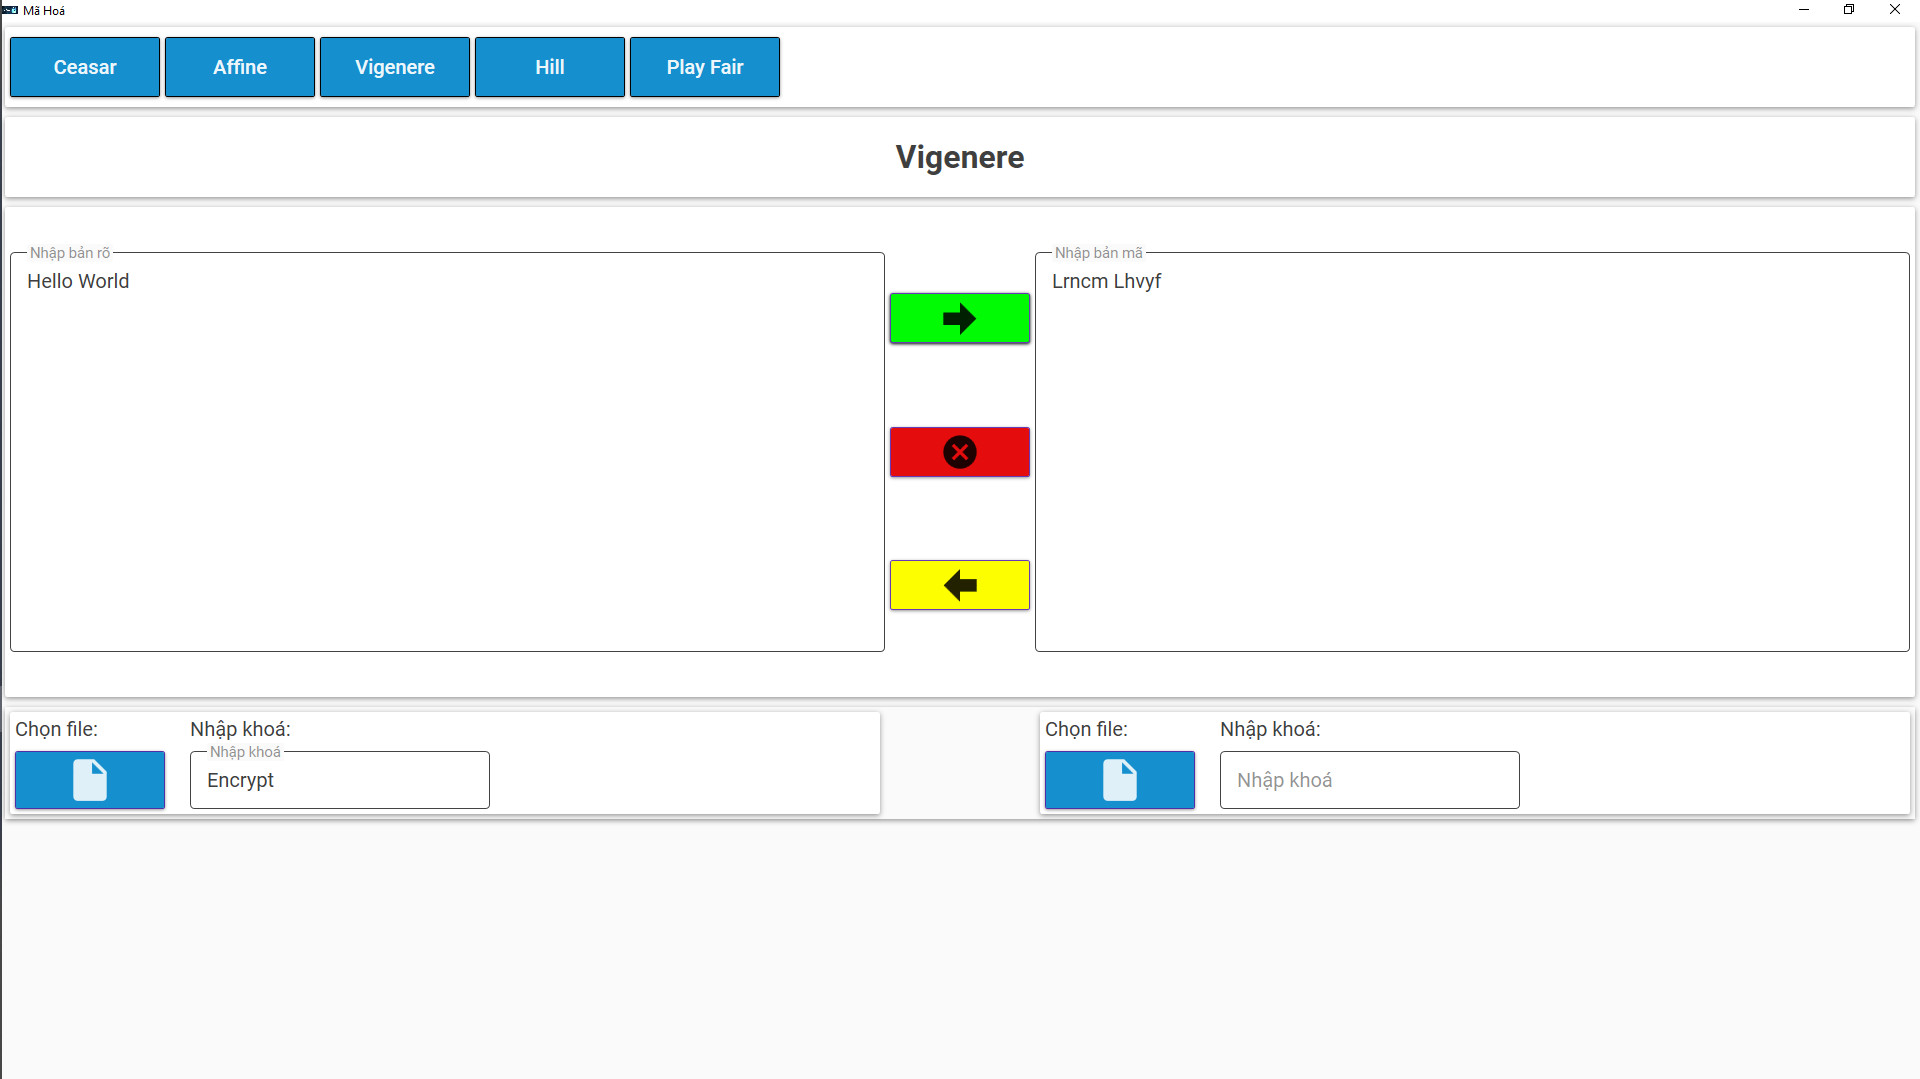 Mã Hoá
Ceasar
Affine
Vigenere
Hill
Play Fair
Vigenere
Nhập bản rõ
Hello World
Nhập bản mã
Lrncm Lhvyf
Chọn file:
Nhập khoá:
Nhập khoá
Encrypt
Chọn file:
Nhập khoá:
Nhập khoá